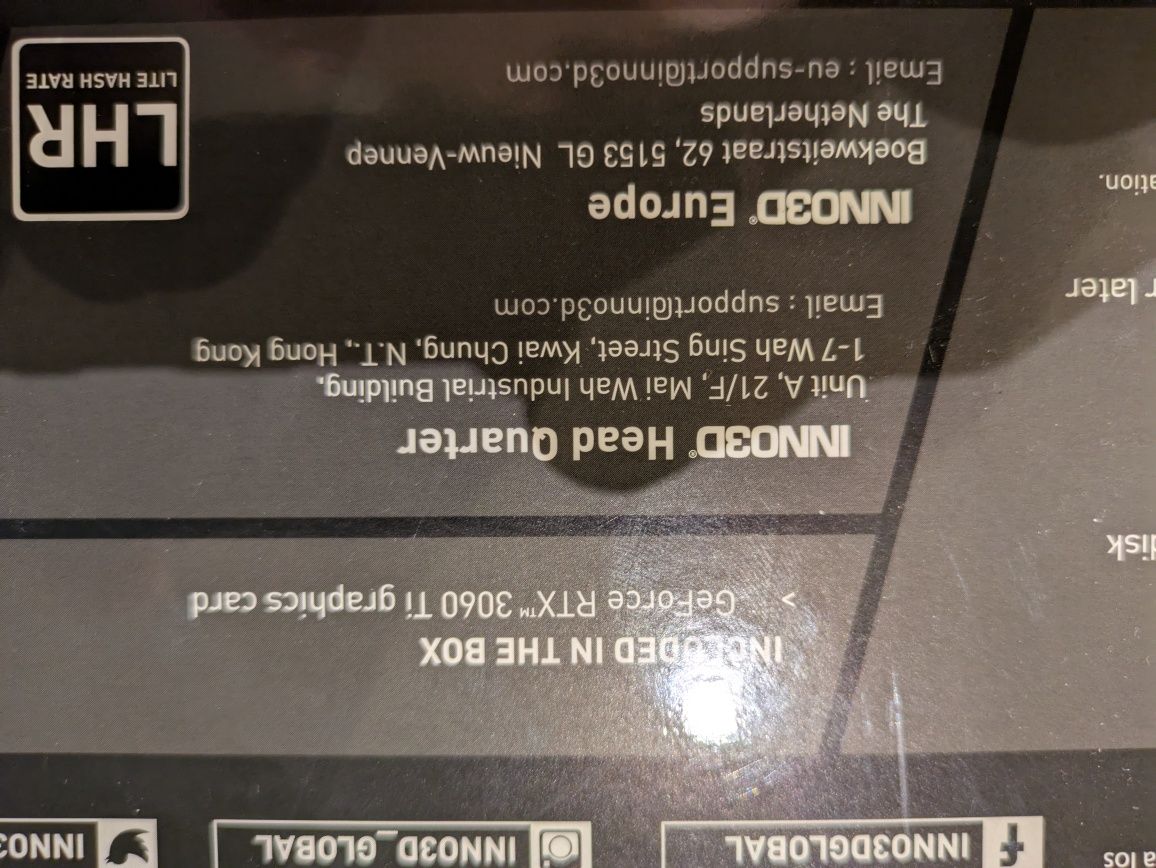 INNO3DGLOBAL
INNO3D_GLOBAL
INNO3
a los
INCLUDED IN THE BOX
> GeForce RTX™ 3060 Ti graphics card
disk
r later
ation.
INNO3D® Head Quarter
Unit A, 21/F, Mai Wah Industrial Building,
1-7 Wah Sing Street, Kwai Chung, N.T., Hong Kong
Email : support@inno3d.com
INNO3D® Europe
Boekweitstraat 62, 5153 GL Nieuw-Vennep
The Netherlands
Email : eu-support@inno3d.com
LHR
LITE HASH RATE